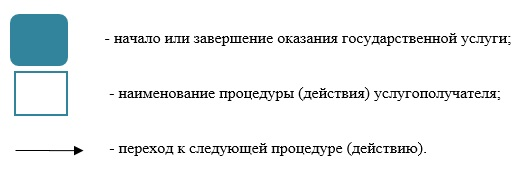 - начало или завершение оказания государственной услуги;
- наименование процедуры (действия) услугополучателя;
- переход к следующей процедуре (действию).